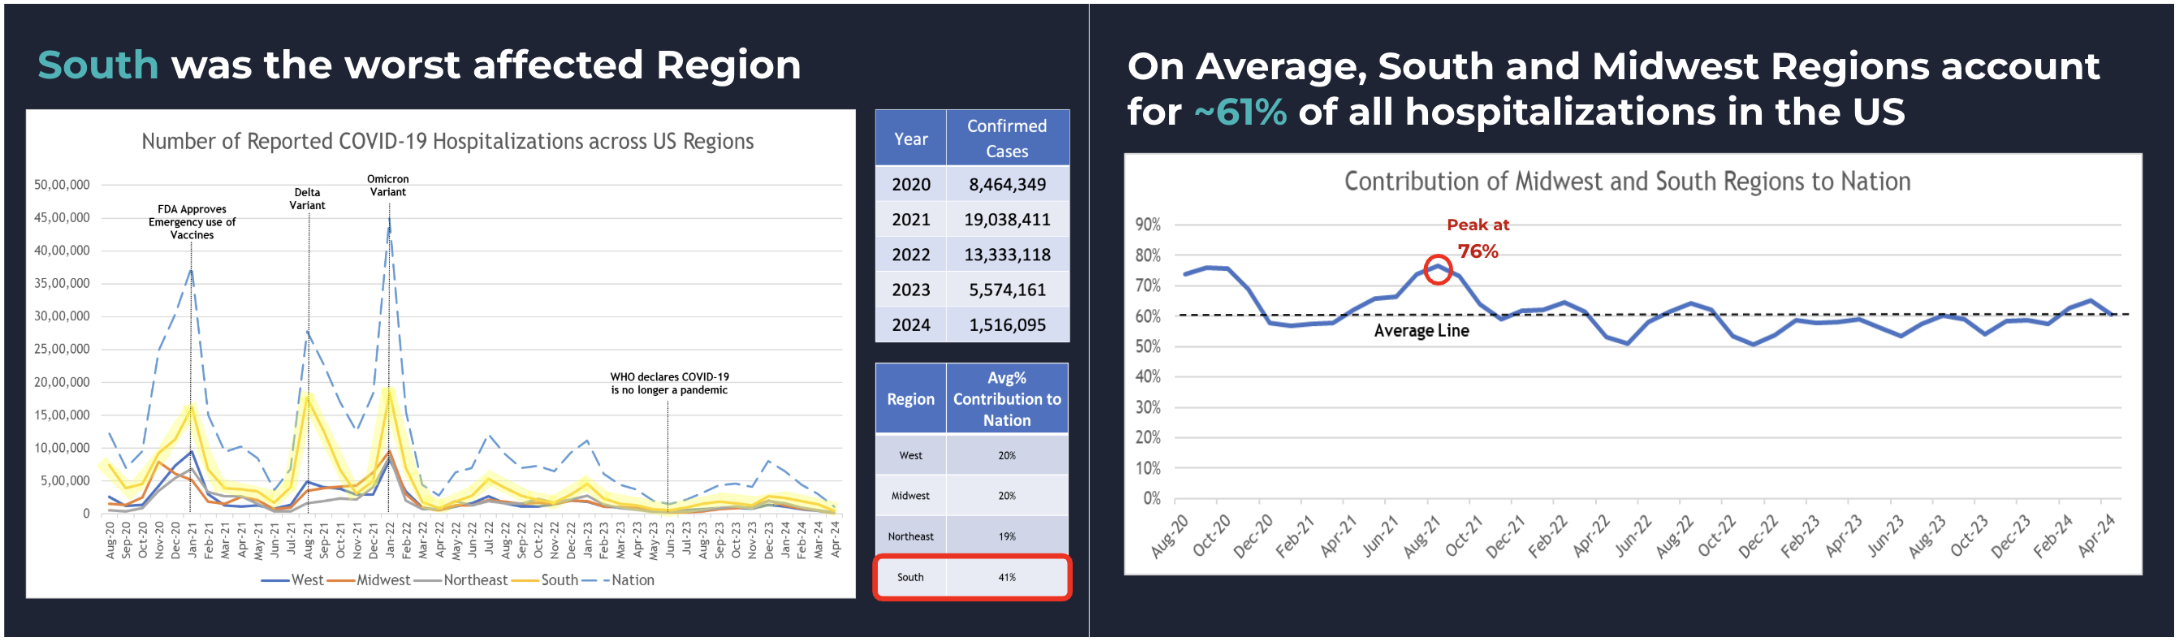 South was the worst affected Region
Number of Reported COVID-19 Hospitalizations across US Regions
50,00,000
45,00,000
40,00,000
35,00,000
30,00,000
25,00,000
20,00,000
15,00,000
10,00,000
5,00,000
0
FDA Approves
Emergency use of
Vaccines
Delta
Variant
Omicron
Variant
WHO declares COVID-19
is no longer a pandemic
Aug-20
Sep-20
Oct-20
Nov-20
Dec-20
Jan-21
Feb-21
Mar-21
Apr-21
May-21
Jun-21
Jul-21
Aug-21
Sep-21
Oct-21
Nov-21
Dec-21
Jan-22
Feb-22
Mar-22
Apr-22
May-22
Jun-22
Jul-22
Aug-22
Sep-22
Oct-22
Nov-22
Dec-22
Jan-23
Feb-23
Mar-23
Apr-23
May-23
Jun-23
Jul-23
Aug-23
Sep-23
Oct-23
Nov-23
Dec-23
Jan-24
Feb-24
Mar-24
Apr-24
West Midwest Northeast South Nation
Year Confirmed Cases
2020 8,464,349
2021 19,038,411
2022 13,333,118
2023 5,574,161
2024 1,516,095
Region Avg% Contribution to Nation
West 20%
Midwest 20%
Northeast 19%
South 41%
On Average, South and Midwest Regions account
for ~61% of all hospitalizations in the US
Contribution of Midwest and South Regions to Nation
90%
80%
70%
60%
50%
40%
30%
20%
10%
0%
Peak at
76%
Average Line
Aug-20
Oct-20
Dec-20
Feb-21
Apr-21
Jun-21
Aug-21
Oct-21
Dec-21
Feb-22
Apr-22
Jun-22
Aug-22
Oct-22
Dec-22
Feb-23
Apr-23
Jun-23
Aug-23
Oct-23
Dec-23
Feb-24
Apr-24